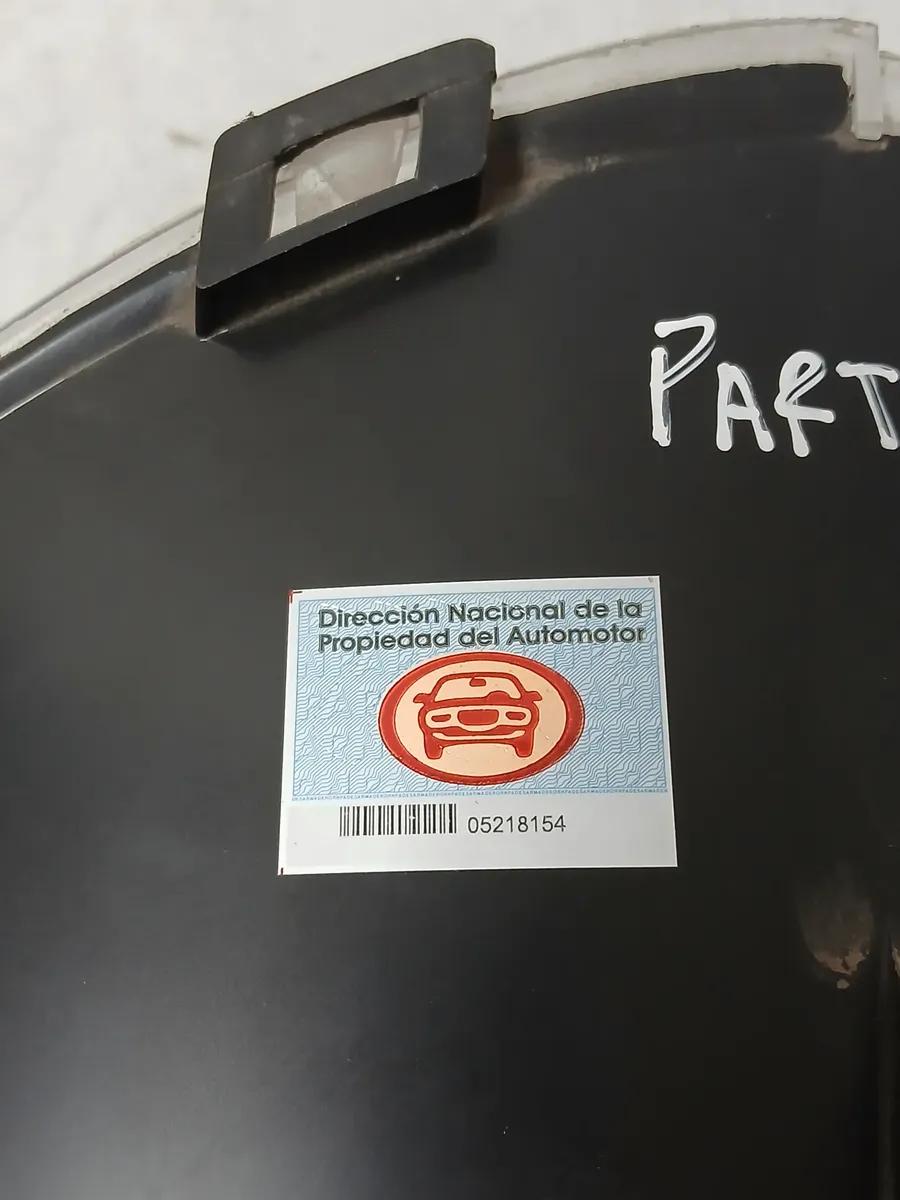 PART
Dirección Nacional de la
Propiedad del Automotor
05218154